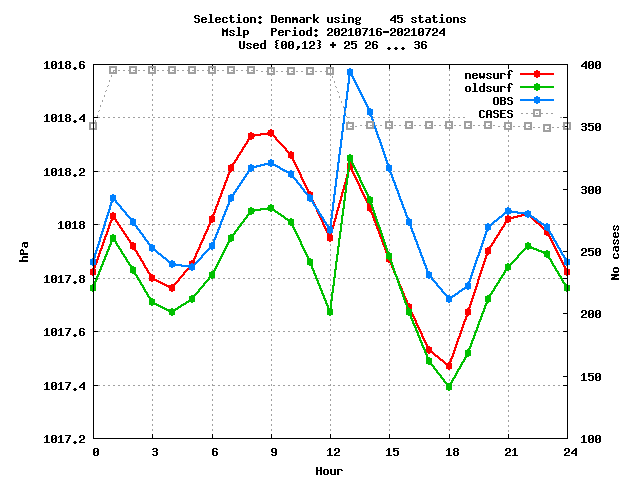 Selection: Denmark using    45 stations
Mslp   Period: 20210716-20210724
Used {00,12} + 25 26 ... 36
1018.6
1018.4
1018.2
1018
1017.8
1017.6
1017.4
1017.2
hPa
newsurf
oldsurf
OBS
CASES
400
350
300
250
200
150
100
No cases
0 3 6 9 12 15 18 21 24
Hour